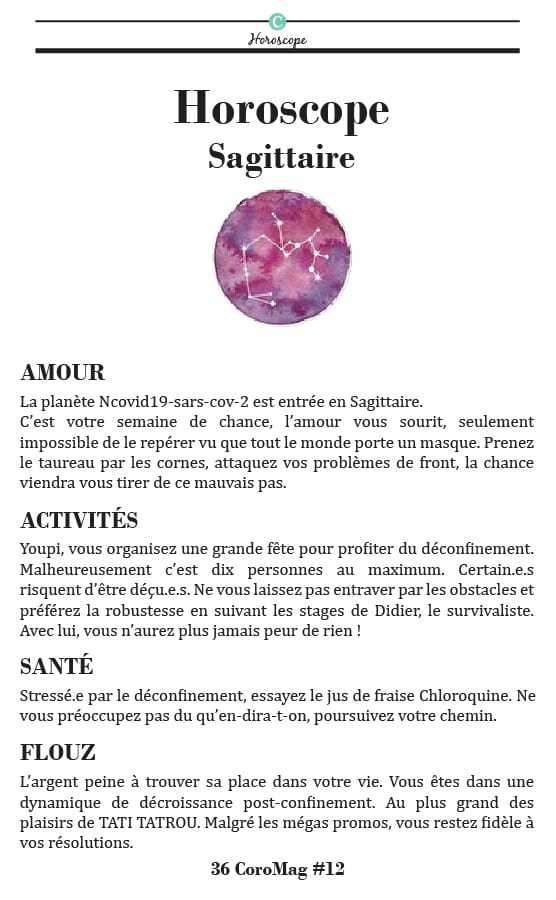 C
Horoscope
Horoscope
Sagittaire
AMOUR
La planète Ncovid19-sars-cov-2 est entrée en Sagittaire.
C’est votre semaine de chance, l’amour vous sourit, seulement
impossible de le repérer vu que tout le monde porte un masque. Prenez
le taureau par les cornes, attaquez vos problèmes de front, la chance
viendra vous tirer de ce mauvais pas.
ACTIVITÉS
Youpi, vous organisez une grande fête pour profiter du déconfinement.
Malheureusement c’est dix personnes au maximum. Certain.e.s
risquent d’être déçu.e.s. Ne vous laissez pas entraver par les obstacles et
préférez la robustesse en suivant les stages de Didier, le survivaliste.
Avec lui, vous n’aurez plus jamais peur de rien !
SANTÉ
Stressé.e par le déconfinement, essayez le jus de fraise Chloroquine. Ne
vous préoccupez pas du qu’en-dira-t-on, poursuivez votre chemin.
FLOUZ
L’argent peine à trouver sa place dans votre vie. Vous êtes dans une
dynamique de décroissance post-confinement. Au plus grand des
plaisirs de TATI TATROU. Malgré les mégas promos, vous restez fidèle à
vos résolutions.
36 CoroMag #12